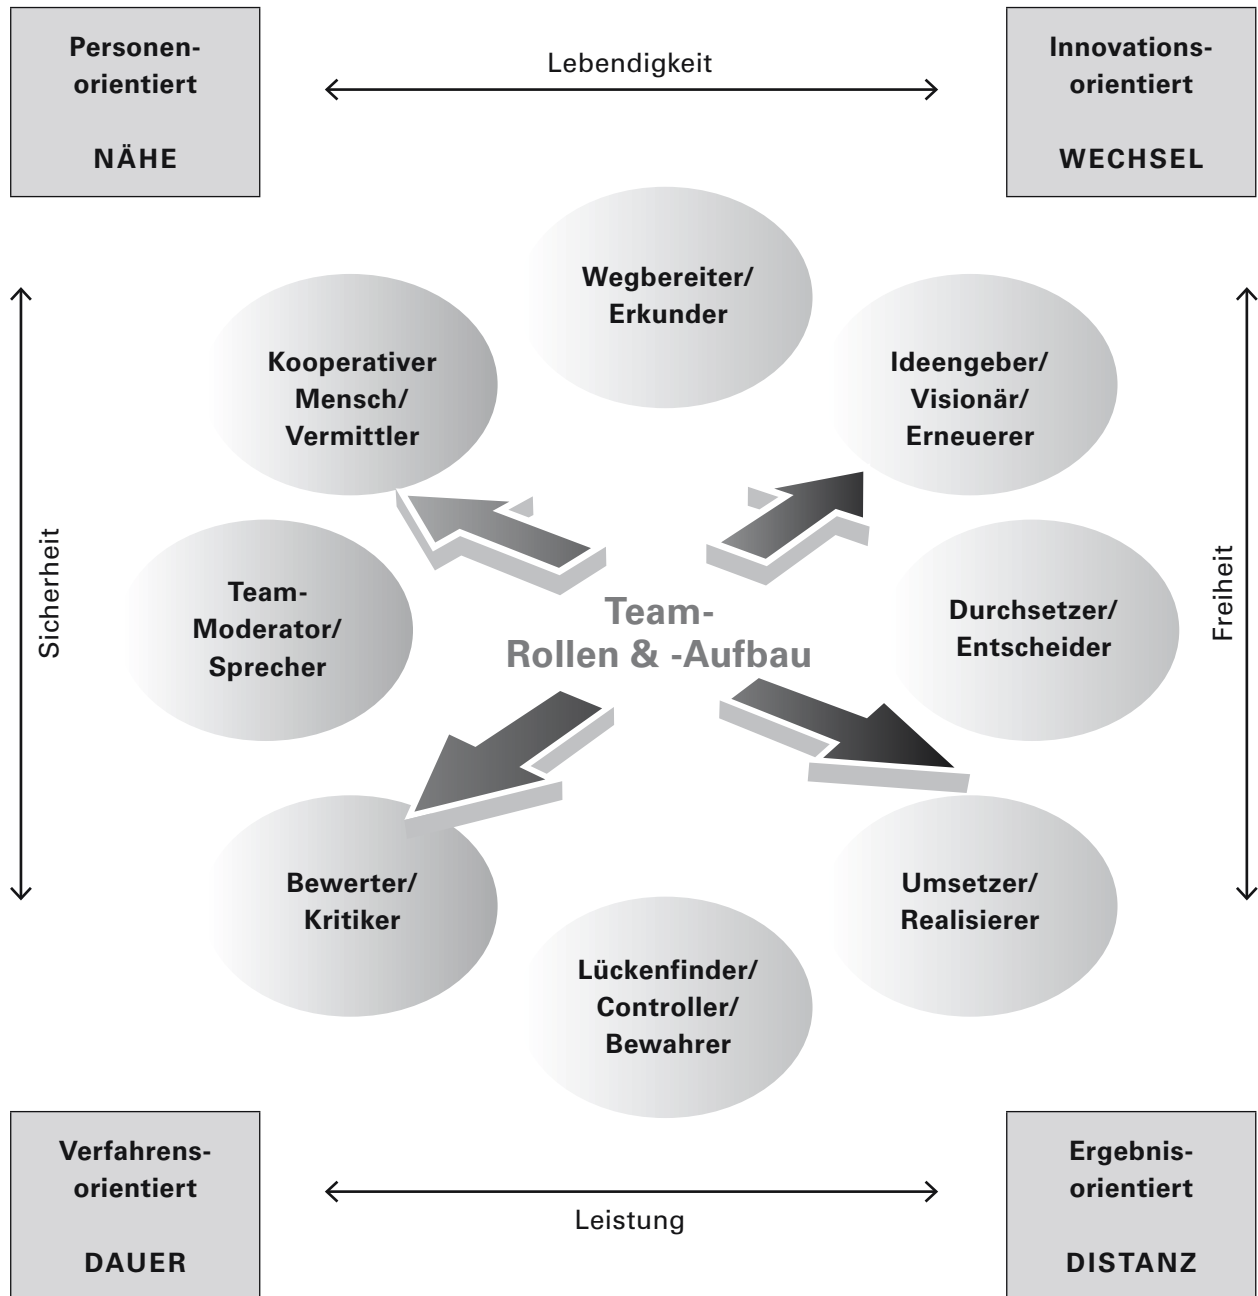 Personen-
orientiert
NÄHE
Lebendigkeit
Innovations-
orientiert
WECHSEL
Wegbereiter/
Erkunder
Kooperativer
Mensch/
Vermittler
Ideengeber/
Visionär/
Erneuerer
Sicherheit
Team-
Moderator/
Sprecher
Team-
Rollen & -Aufbau
Durchsetzer/
Entscheider
Freiheit
Bewerter/
Kritiker
Umsetzer/
Realisierer
Lückenfinder/
Controller/
Bewahrer
Verfahrens-
orientiert
DAUER
Leistung
Ergebnis-
orientiert
DISTANZ